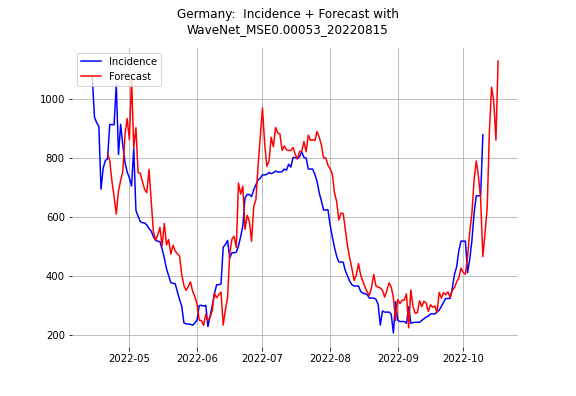 Germany:  Incidence + Forecast with
WaveNet_MSE0.00053_20220815
Incidence
Forecast
1000
800
600
400
200
2022-05
2022-06
2022-07
2022-08
2022-09
2022-10